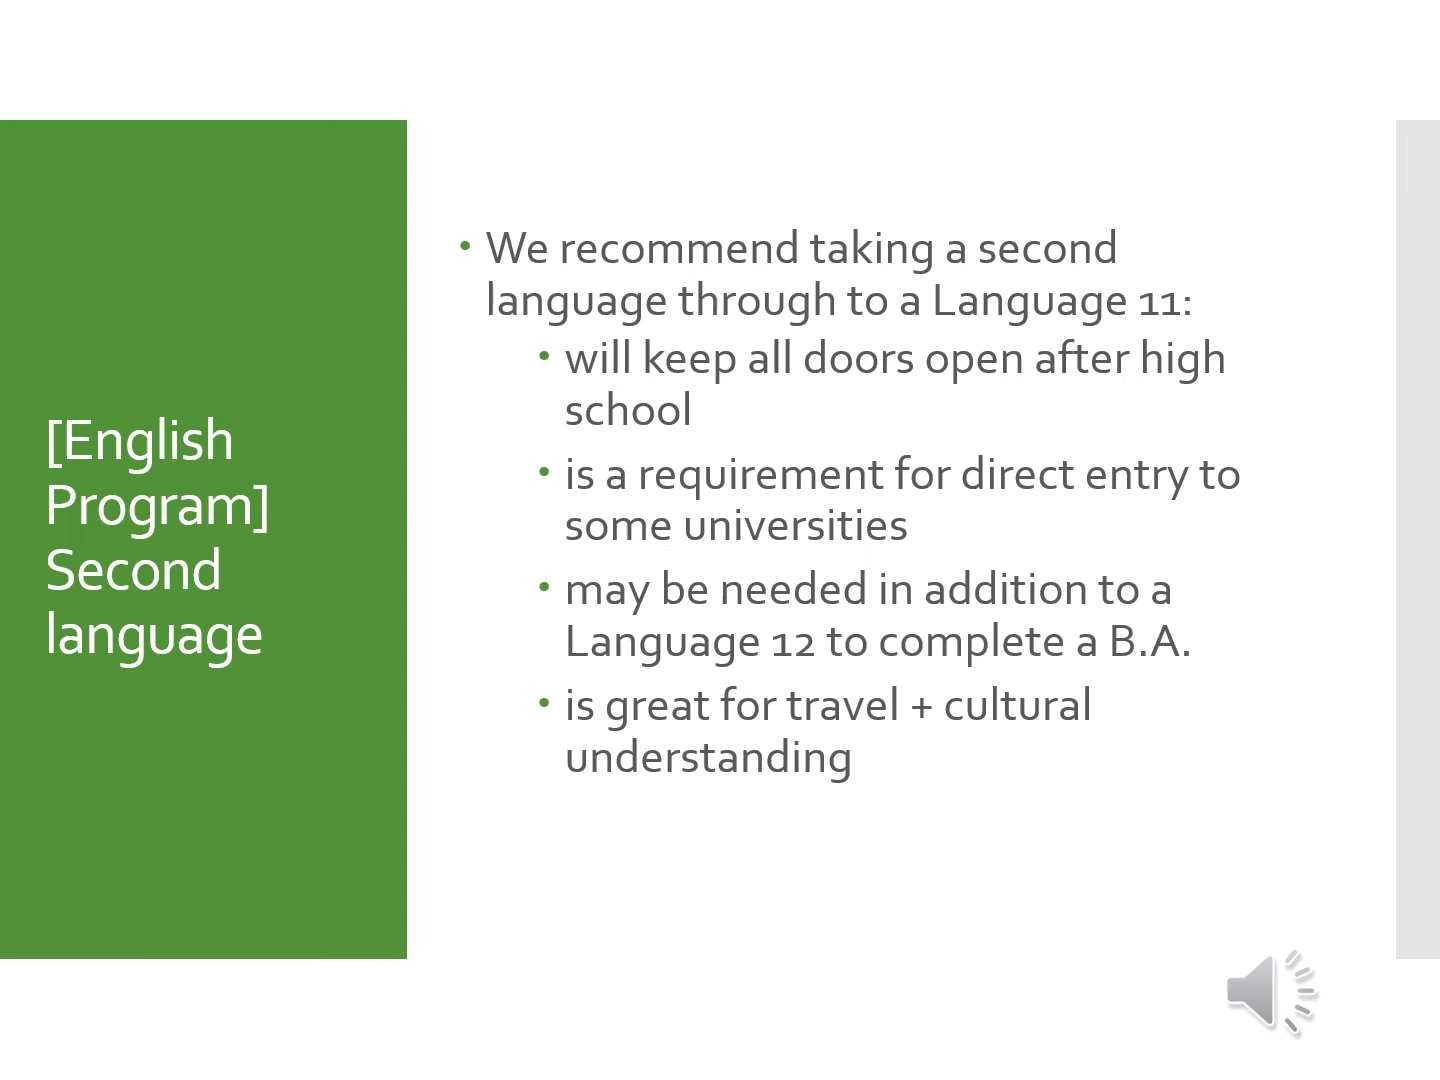 [English
Program]
Second
language
• We recommend taking a second
language through to a Language 11:
• will keep all doors open after high
school
• is a requirement for direct entry to
some universities
• may be needed in addition to a
Language 12 to complete a B.A.
• is great for travel + cultural
understanding